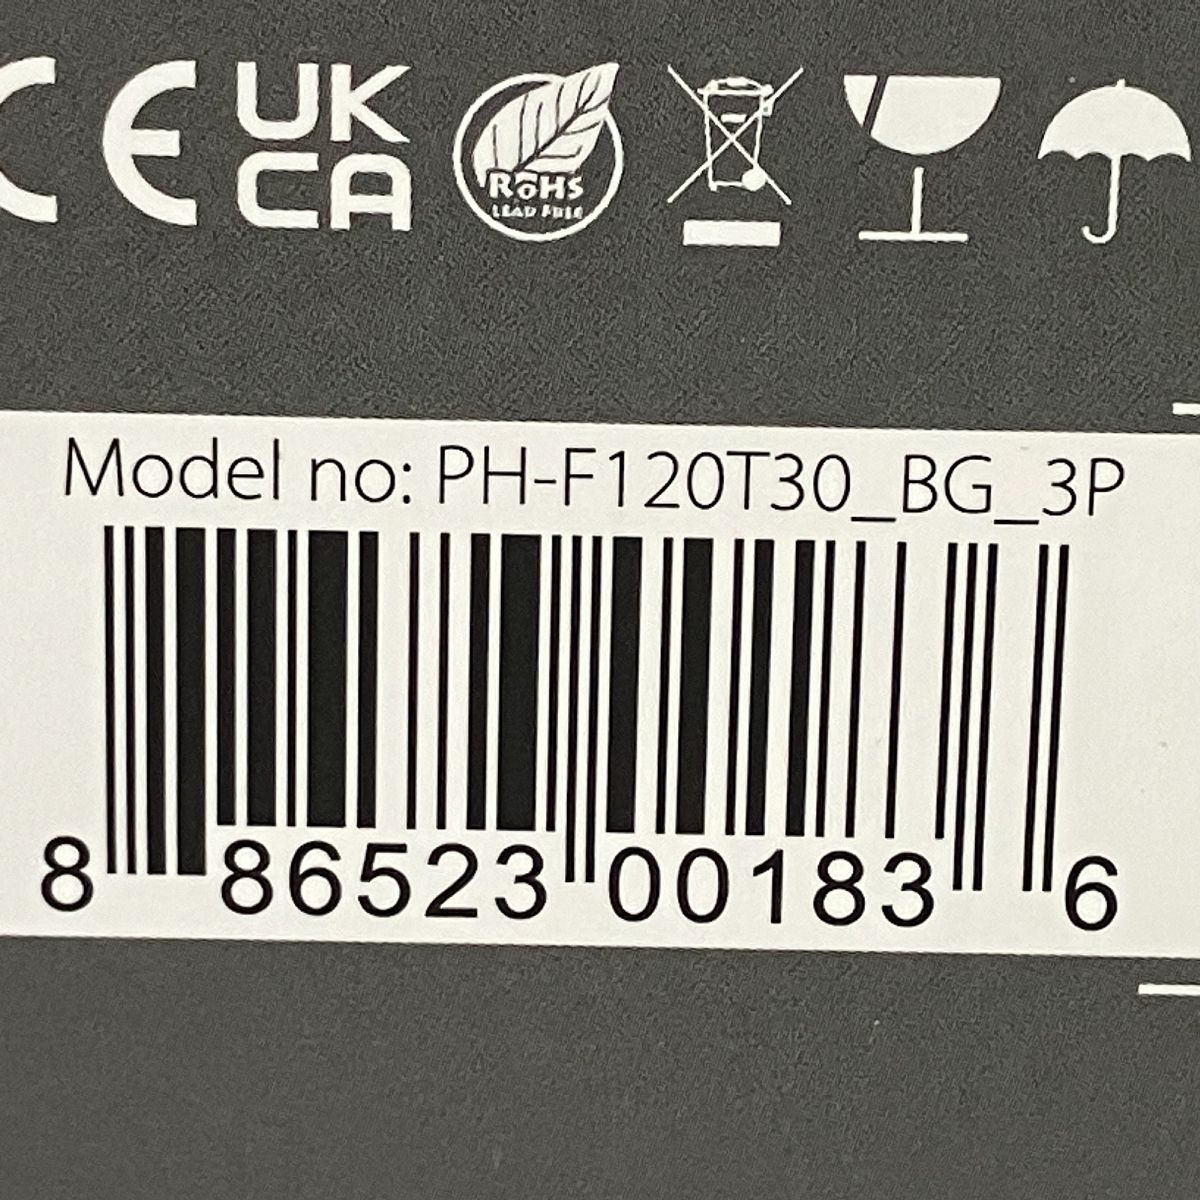 CE UK
CA
RoHS
LEAD FREE
Model no: PH-F120T30_BG_3P
8 86523 00183 6